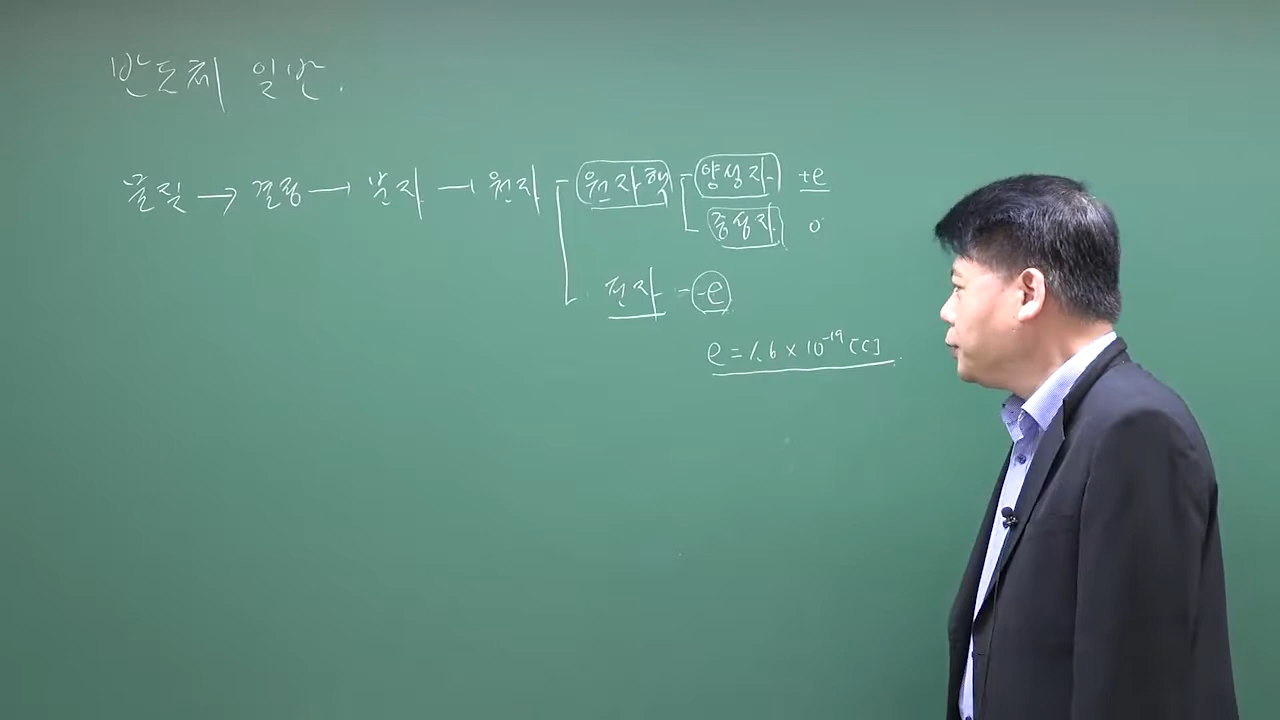 반도체 일반.
물질 → 결정 → 분자 → 원자 원자핵 양성자 +e
중성자 0
전자 - -e
e = 1.6 × 10⁻¹⁹ [C]